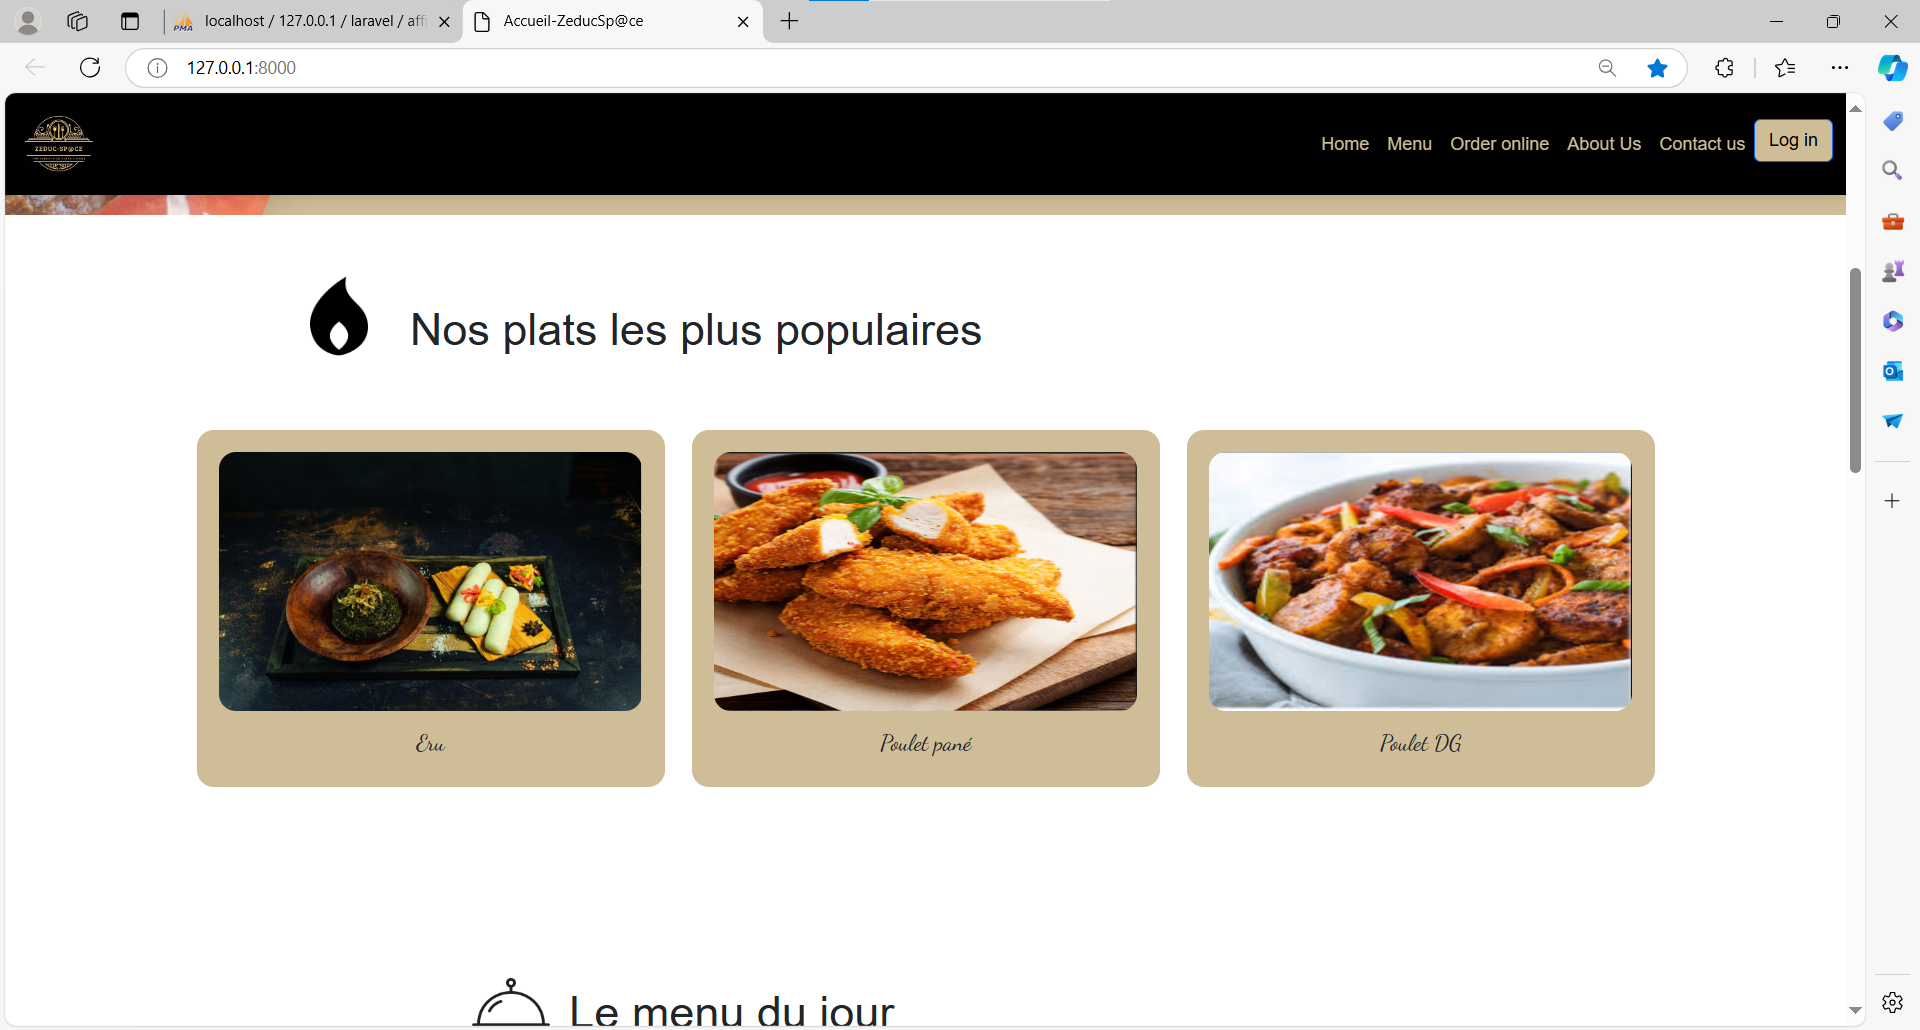 localhost / 127.0.0.1 / laravel / aff
Accueil-ZeducSp@ce
127.0.0.1:8000
ZEDUC-SP@CE
Home
Menu
Order online
About Us
Contact us
Log in
Nos plats les plus populaires
Eru
Poulet pané
Poulet DG
Le menu du jour